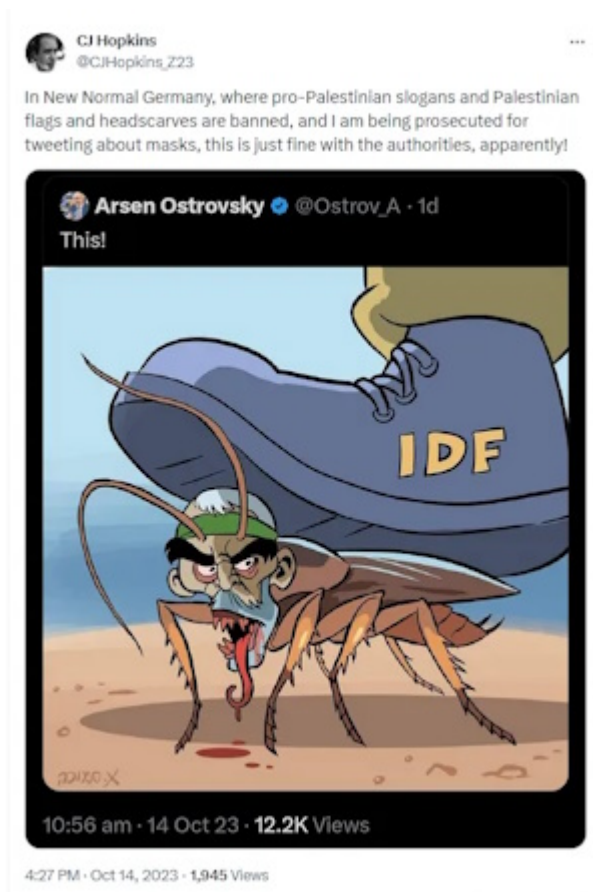 CJ Hopkins
@CJHopkins_Z23
In New Normal Germany, where pro-Palestinian slogans and Palestinian
flags and headscarves are banned, and I am being prosecuted for
tweeting about masks, this is just fine with the authorities, apparently!
Arsen Ostrovsky @Ostrov_A · 1d
This!
IDF
10:56 am · 14 Oct 23 · 12.2K Views
4:27 PM · Oct 14, 2023 · 1,945 Views